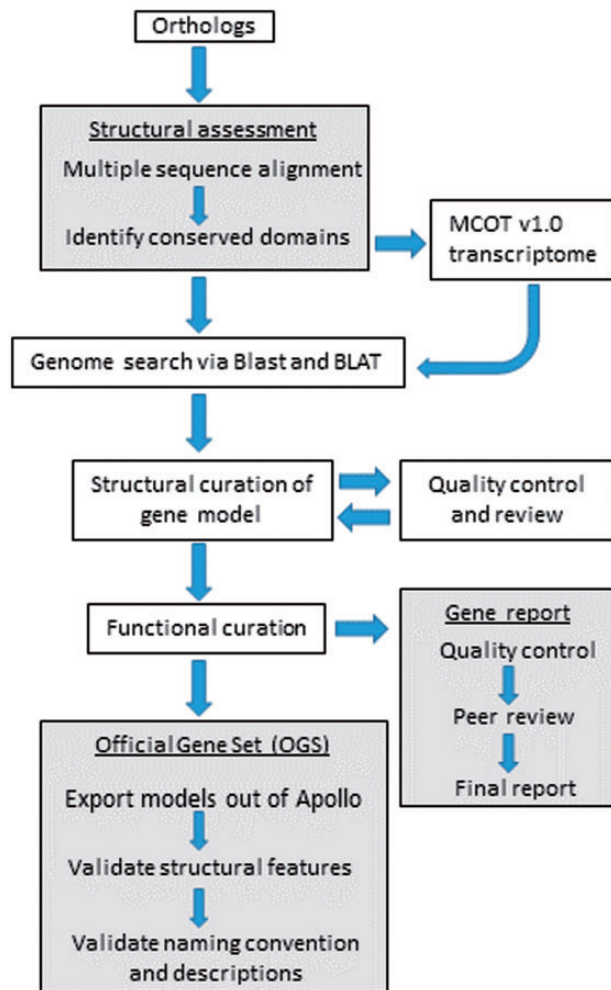 Orthologs
Structural assessment
Multiple sequence alignment
Identify conserved domains
MCOT v1.0
transcriptome
Genome search via Blast and BLAT
Structural curation of
gene model
Quality control
and review
Functional curation
Gene report
Quality control
Peer review
Final report
Official Gene Set (OGS)
Export models out of Apollo
Validate structural features
Validate naming convention
and descriptions